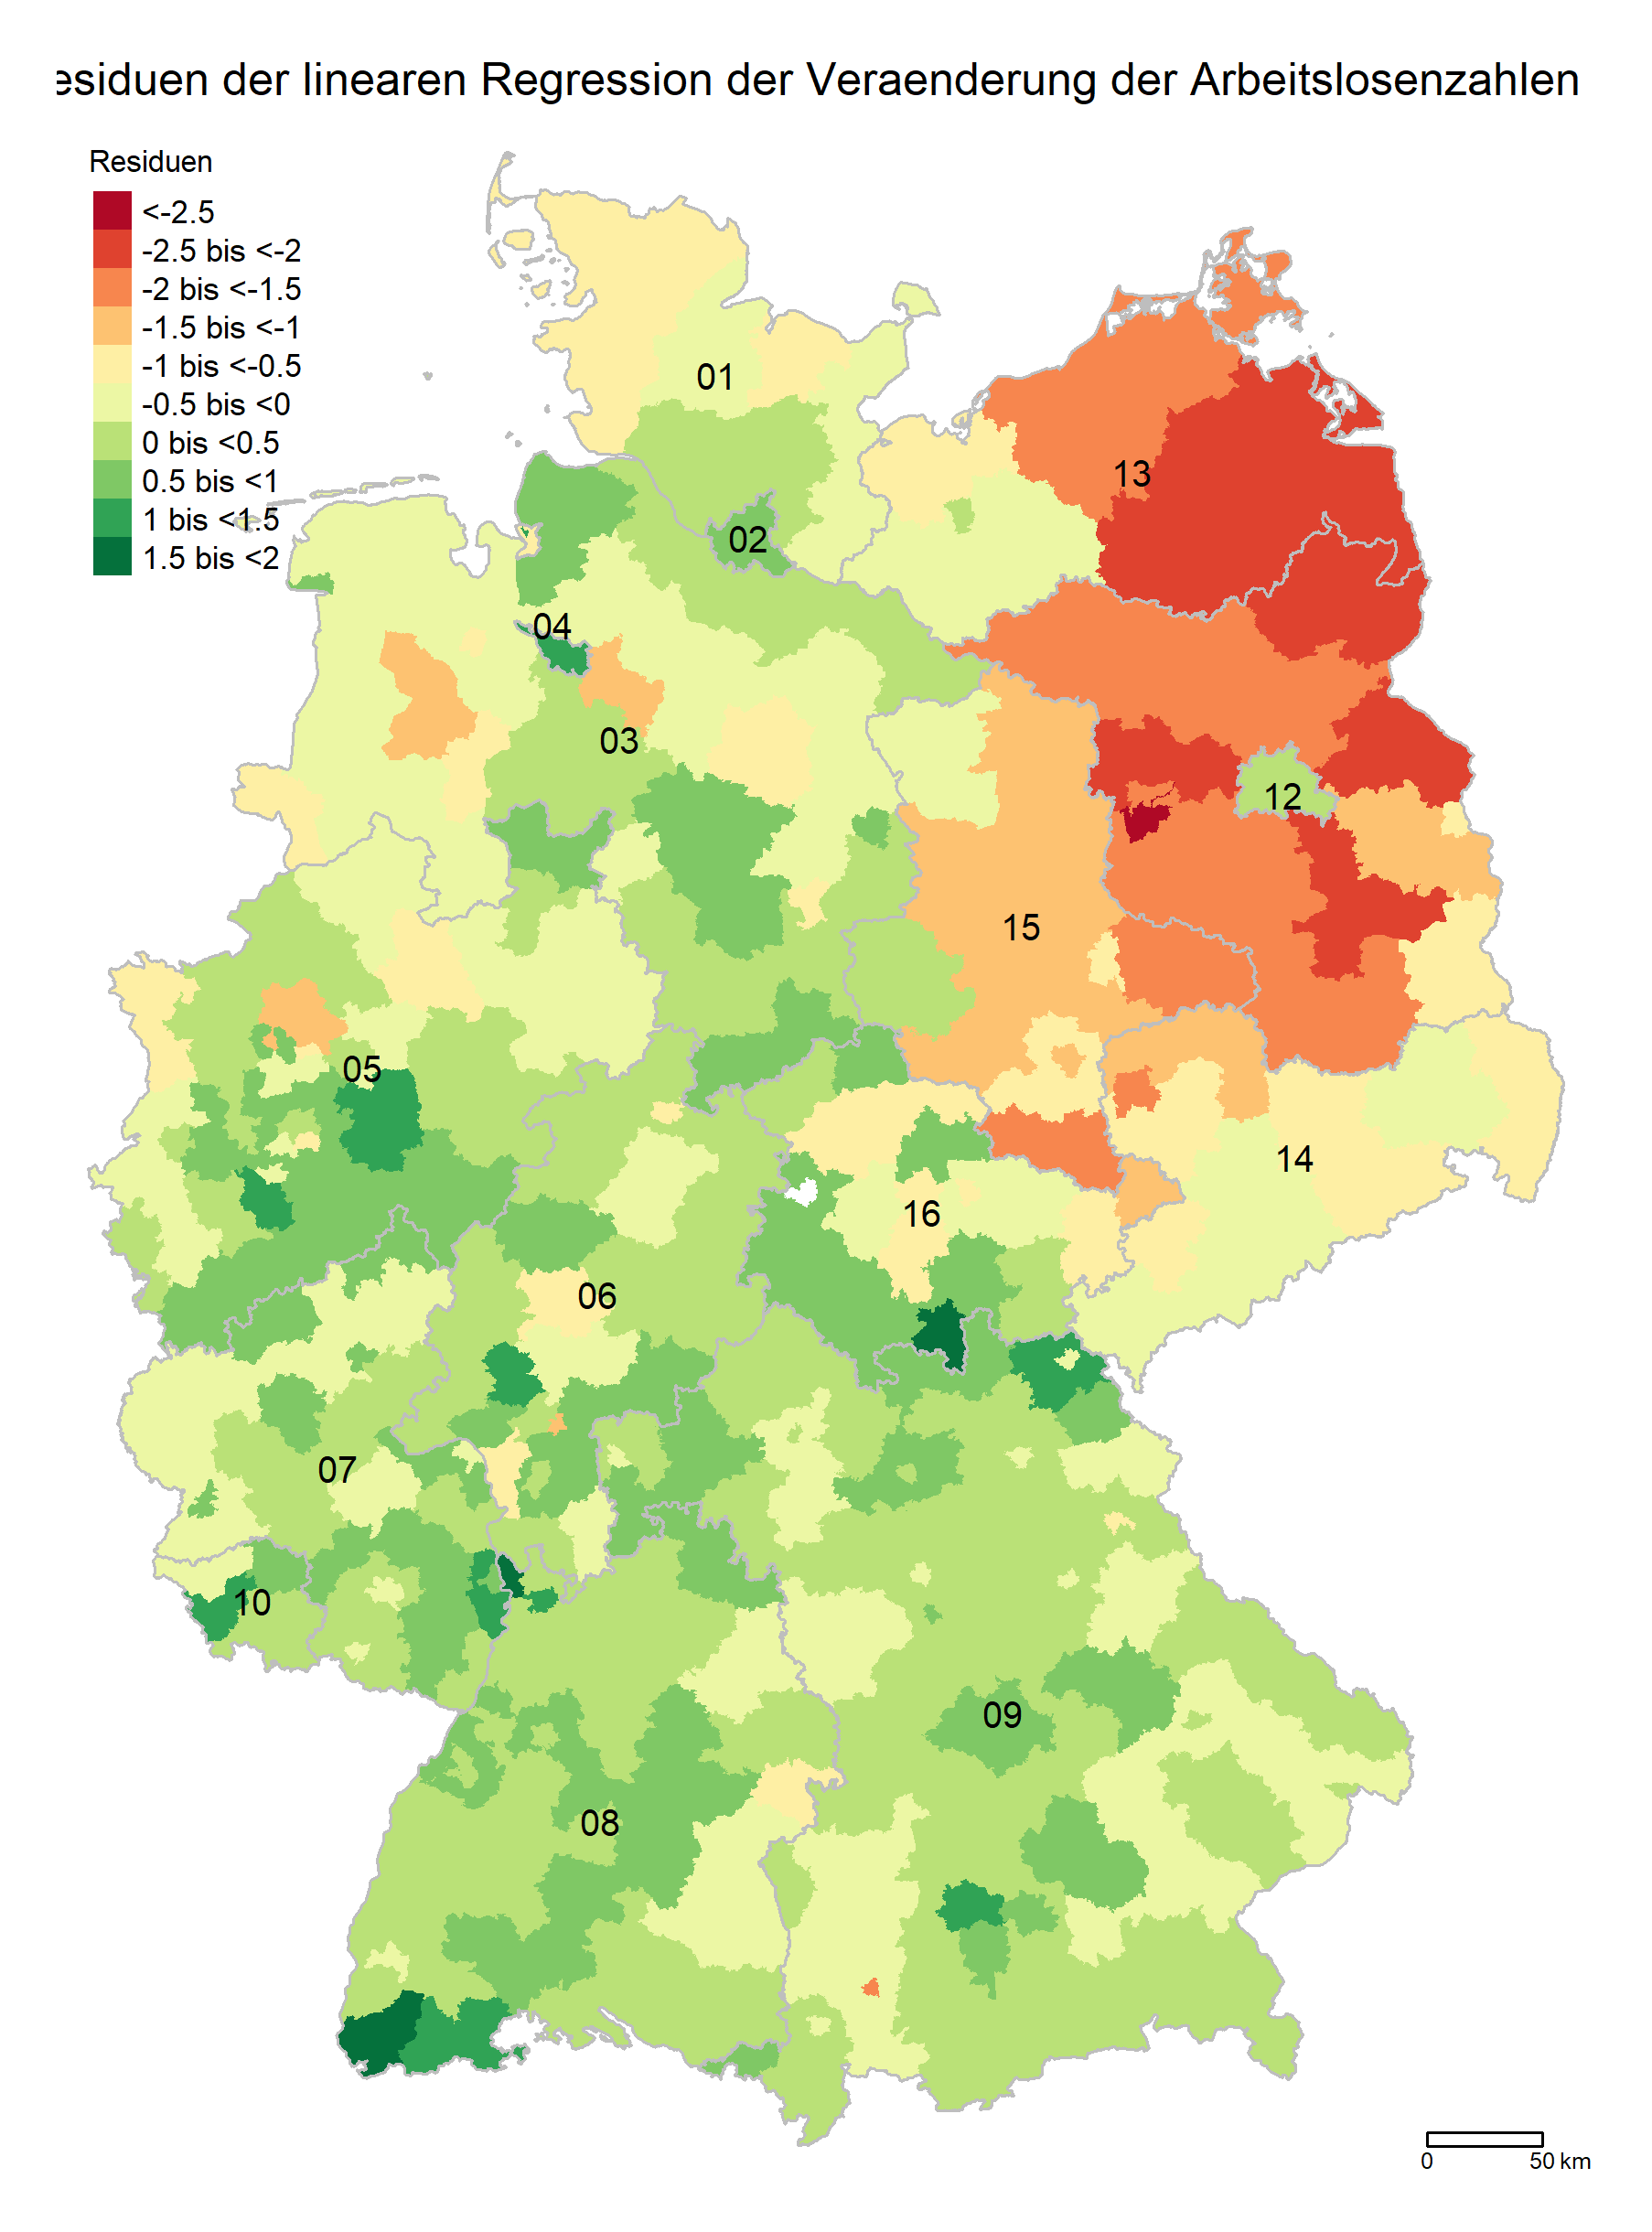 esiduen der linearen Regression der Veraenderung der Arbeitslosenzahlen
Residuen
<-2.5
-2.5 bis <-2
-2 bis <-1.5
-1.5 bis <-1
-1 bis <-0.5
-0.5 bis <0
0 bis <0.5
0.5 bis <1
1 bis <1.5
1.5 bis <2
01
13
02
04
03
12
15
05
14
16
06
07
10
09
08
0 50 km